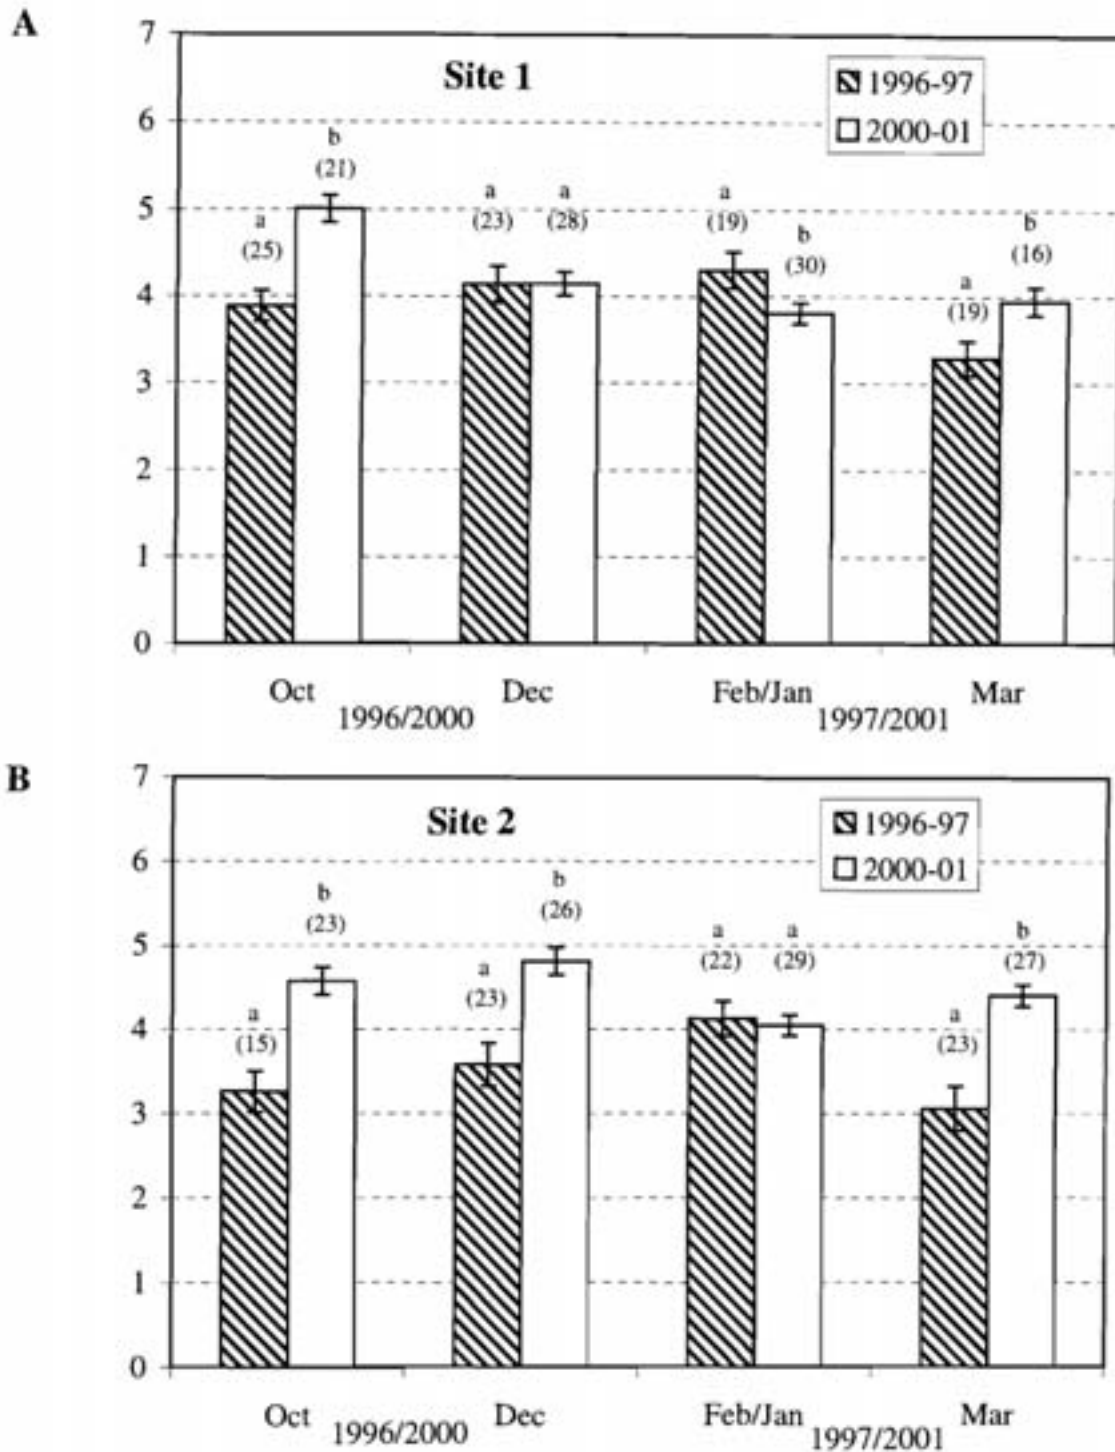 A
7
Site 1
1996-97
2000-01
6
b
(21)
a
a
a
(23)
(28)
(19)
5
a
(25)
b
(30)
b
(16)
4
a
(19)
3
2
1
0
Oct
Dec
Feb/Jan
Mar
1996/2000
1997/2001
B
7
Site 2
1996-97
2000-01
6
b
(23)
b
(26)
5
a
(22)
a
(29)
b
(27)
a
(23)
4
a
(15)
a
(23)
3
2
1
0
Oct
Dec
Feb/Jan
Mar
1996/2000
1997/2001